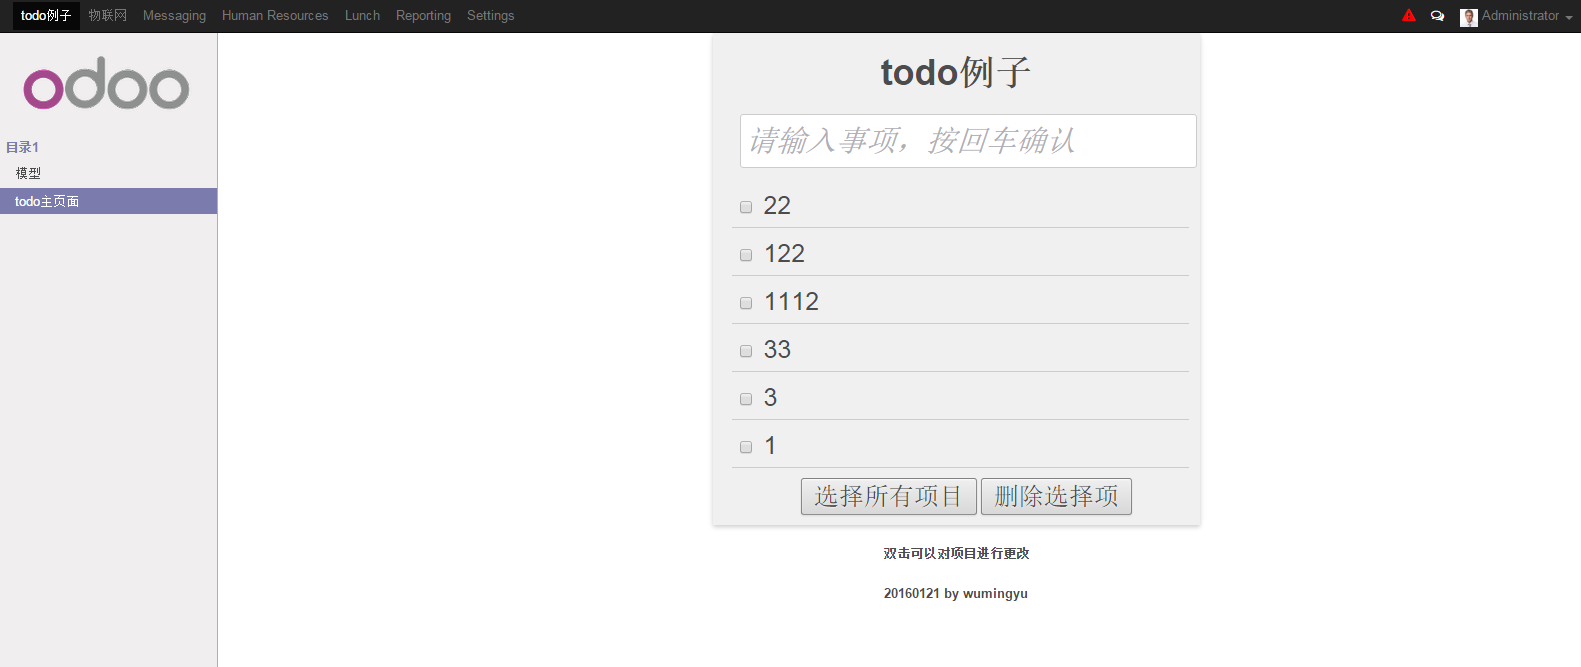 todo例子 物联网 Messaging Human Resources Lunch Reporting Settings Administrator
odoo
目录1
模型
todo主页面
todo例子
请输入事项，按回车确认
22
122
1112
33
3
1
选择所有项目 删除选择项
双击可以对项目进行更改
20160121 by wumingyu